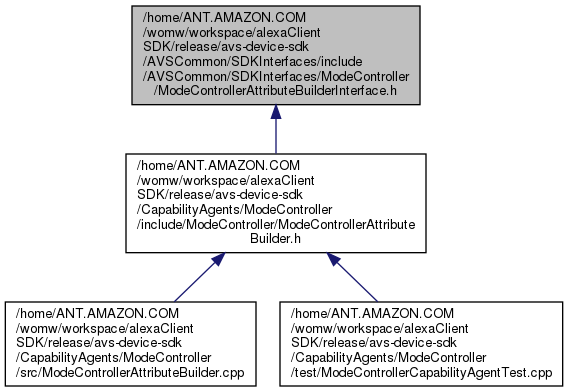 /home/ANT.AMAZON.COM
/womw/workspace/alexaClient
SDK/release/avs-device-sdk
/AVSCommon/SDKInterfaces/include
/AVSCommon/SDKInterfaces/ModeController
/ModeControllerAttributeBuilderInterface.h
/home/ANT.AMAZON.COM
/womw/workspace/alexaClient
SDK/release/avs-device-sdk
/CapabilityAgents/ModeController
/include/ModeController/ModeControllerAttribute
Builder.h
/home/ANT.AMAZON.COM
/womw/workspace/alexaClient
SDK/release/avs-device-sdk
/CapabilityAgents/ModeController
/src/ModeControllerAttributeBuilder.cpp
/home/ANT.AMAZON.COM
/womw/workspace/alexaClient
SDK/release/avs-device-sdk
/CapabilityAgents/ModeController
/test/ModeControllerCapabilityAgentTest.cpp